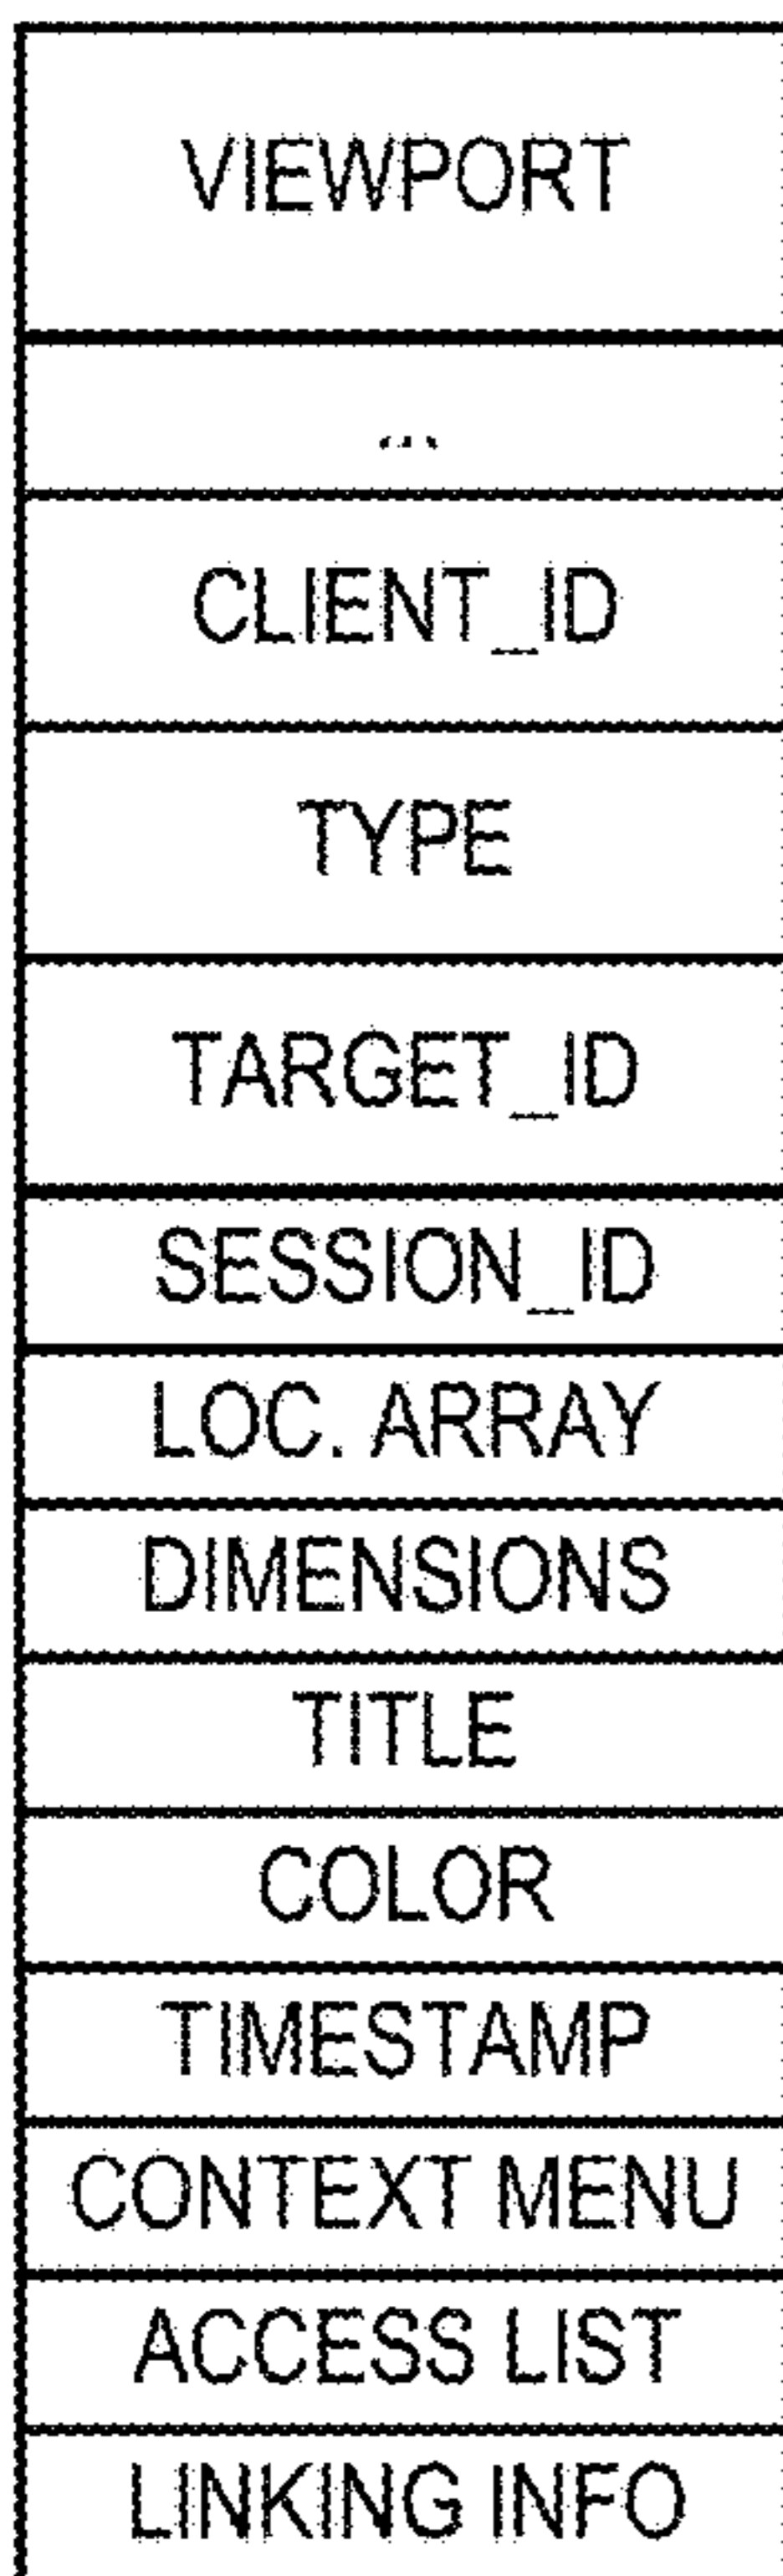 VIEWPORT
...
CLIENT_ID
TYPE
TARGET_ID
SESSION_ID
LOC. ARRAY
DIMENSIONS
TITLE
COLOR
TIMESTAMP
CONTEXT MENU
ACCESS LIST
LINKING INFO